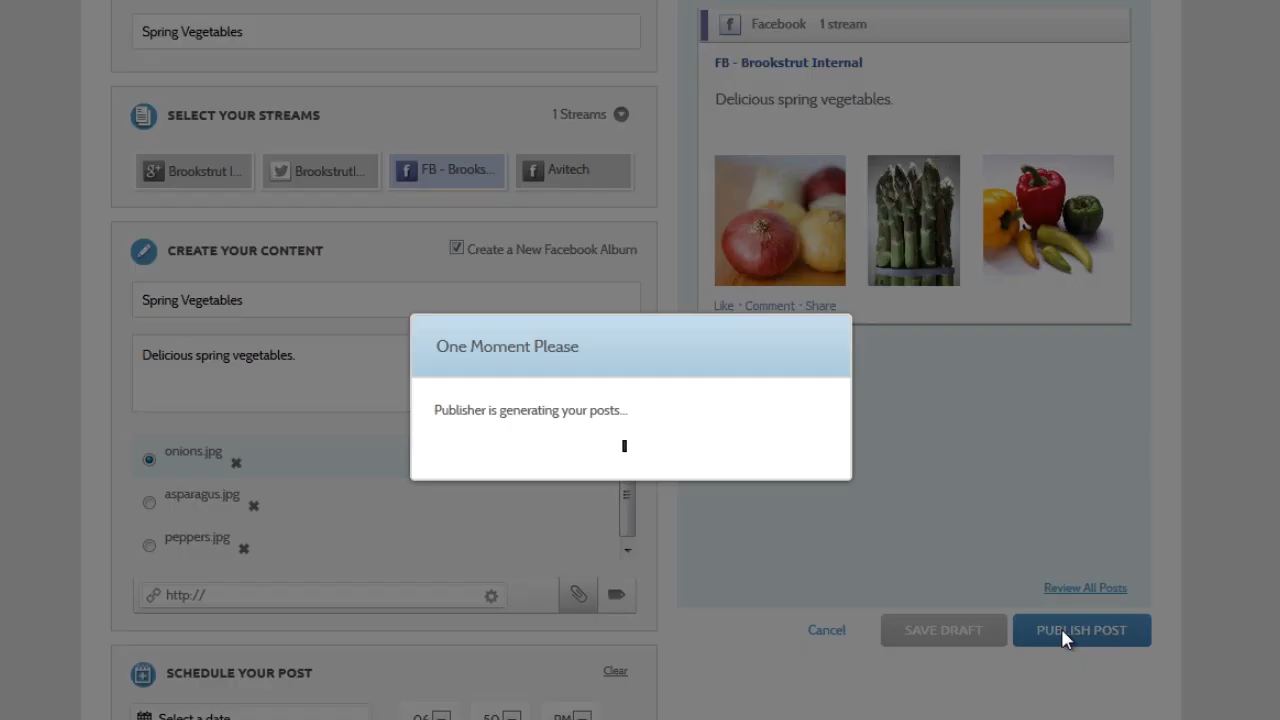 Spring Vegetables
SELECT YOUR STREAMS
1 Streams
Brookstrut I...
Brookstrutl...
FB - Brooks...
Avitech
CREATE YOUR CONTENT
Create a New Facebook Album
Spring Vegetables
Delicious spring vegetables.
onions.jpg
asparagus.jpg
peppers.jpg
http://
SCHEDULE YOUR POST
Clear
Select a date
06
50
PM
Facebook 1 stream
FB - Brookstrut Internal
Delicious spring vegetables.
Like · Comment · Share
One Moment Please
Publisher is generating your posts...
Review All Posts
Cancel
SAVE DRAFT
PUBLISH POST